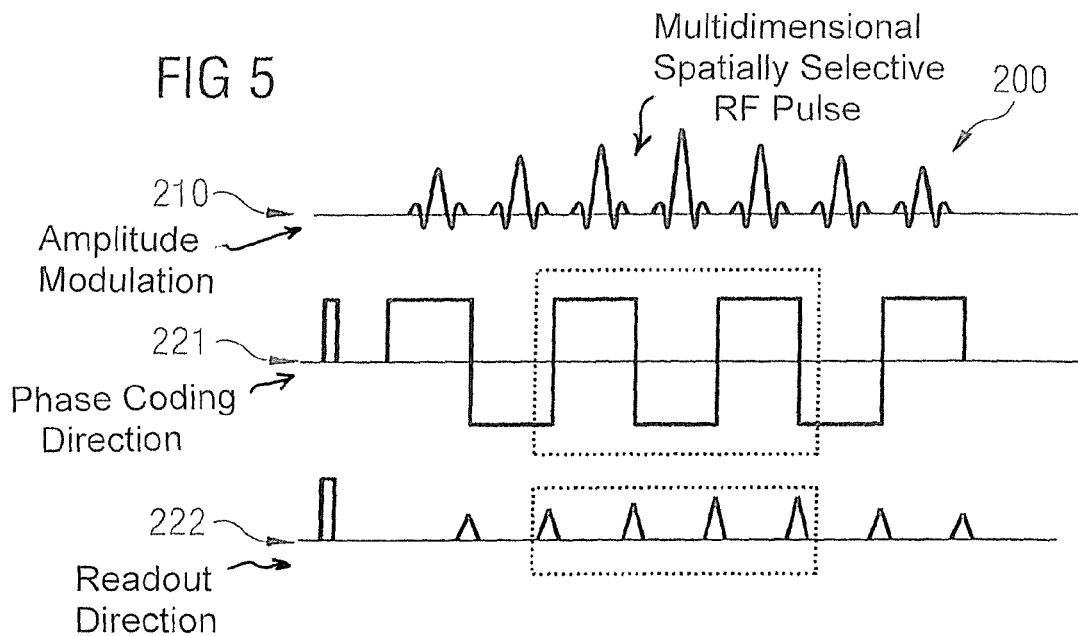 FIG 5
Multidimensional
Spatially Selective
RF Pulse
200
210
Amplitude
Modulation
221
Phase Coding
Direction
222
Readout
Direction